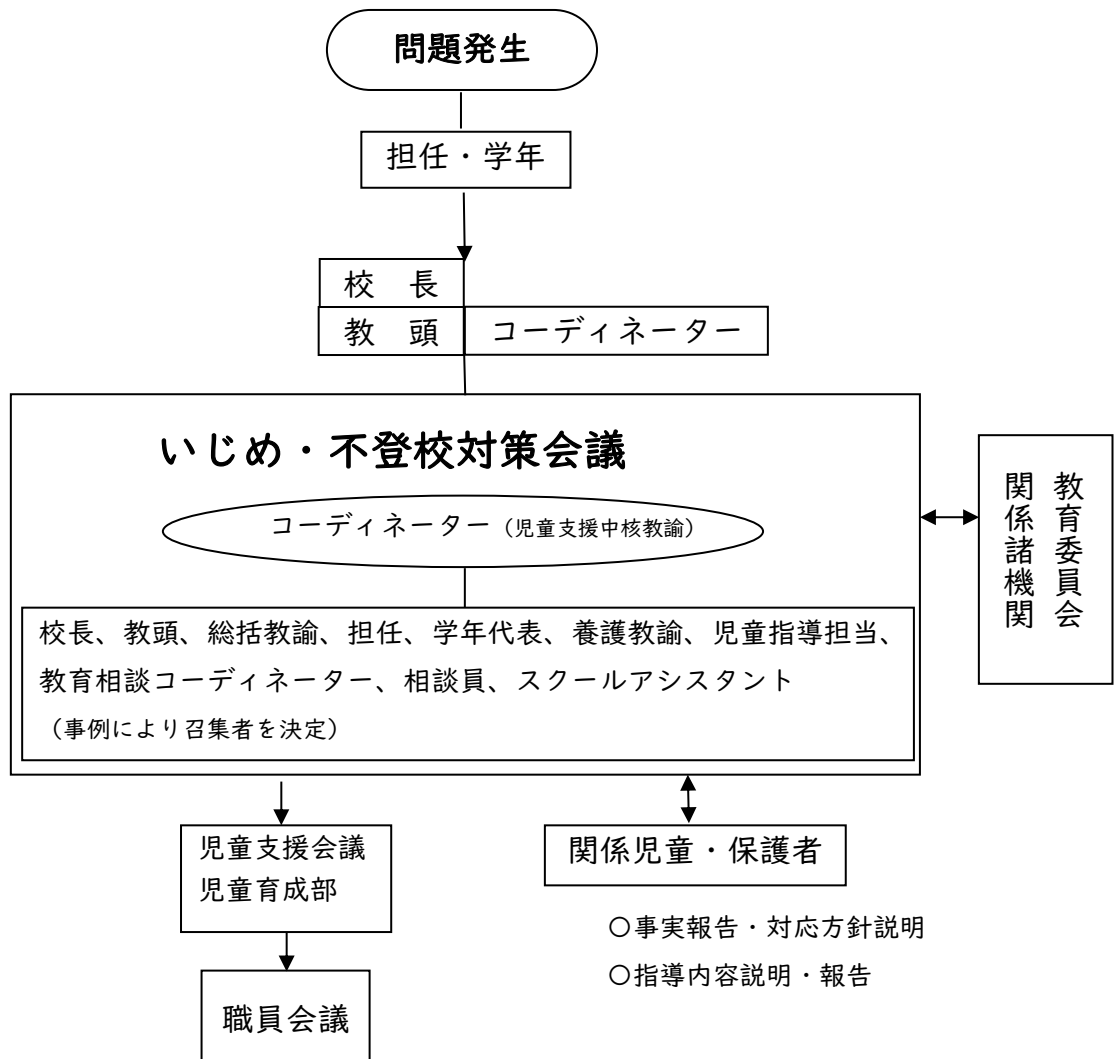 問題発生
担任・学年
校　長
教　頭
コーディネーター
いじめ・不登校対策会議
コーディネーター（児童支援中核教諭）
校長、教頭、総括教諭、担任、学年代表、養護教諭、児童指導担当、
教育相談コーディネーター、相談員、スクールアシスタント
（事例により召集者を決定）
教育委員会
関係諸機関
児童支援会議
児童育成部
関係児童・保護者
○事実報告・対応方針説明
○指導内容説明・報告
職員会議